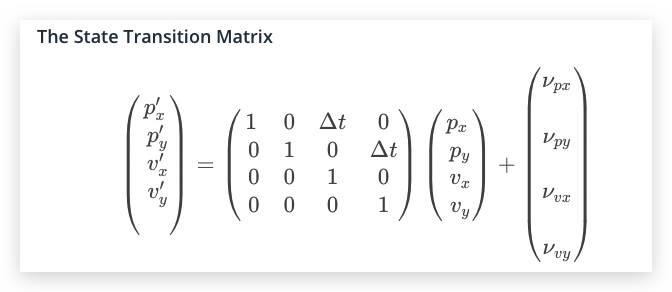 The State Transition Matrix
$$\begin{pmatrix} p'_x \\ p'_y \\ v'_x \\ v'_y \end{pmatrix} = \begin{pmatrix} 1 & 0 & \Delta t & 0 \\ 0 & 1 & 0 & \Delta t \\ 0 & 0 & 1 & 0 \\ 0 & 0 & 0 & 1 \end{pmatrix} \begin{pmatrix} p_x \\ p_y \\ v_x \\ v_y \end{pmatrix} + \begin{pmatrix} \nu_{px} \\ \nu_{py} \\ \nu_{vx} \\ \nu_{vy} \end{pmatrix}$$